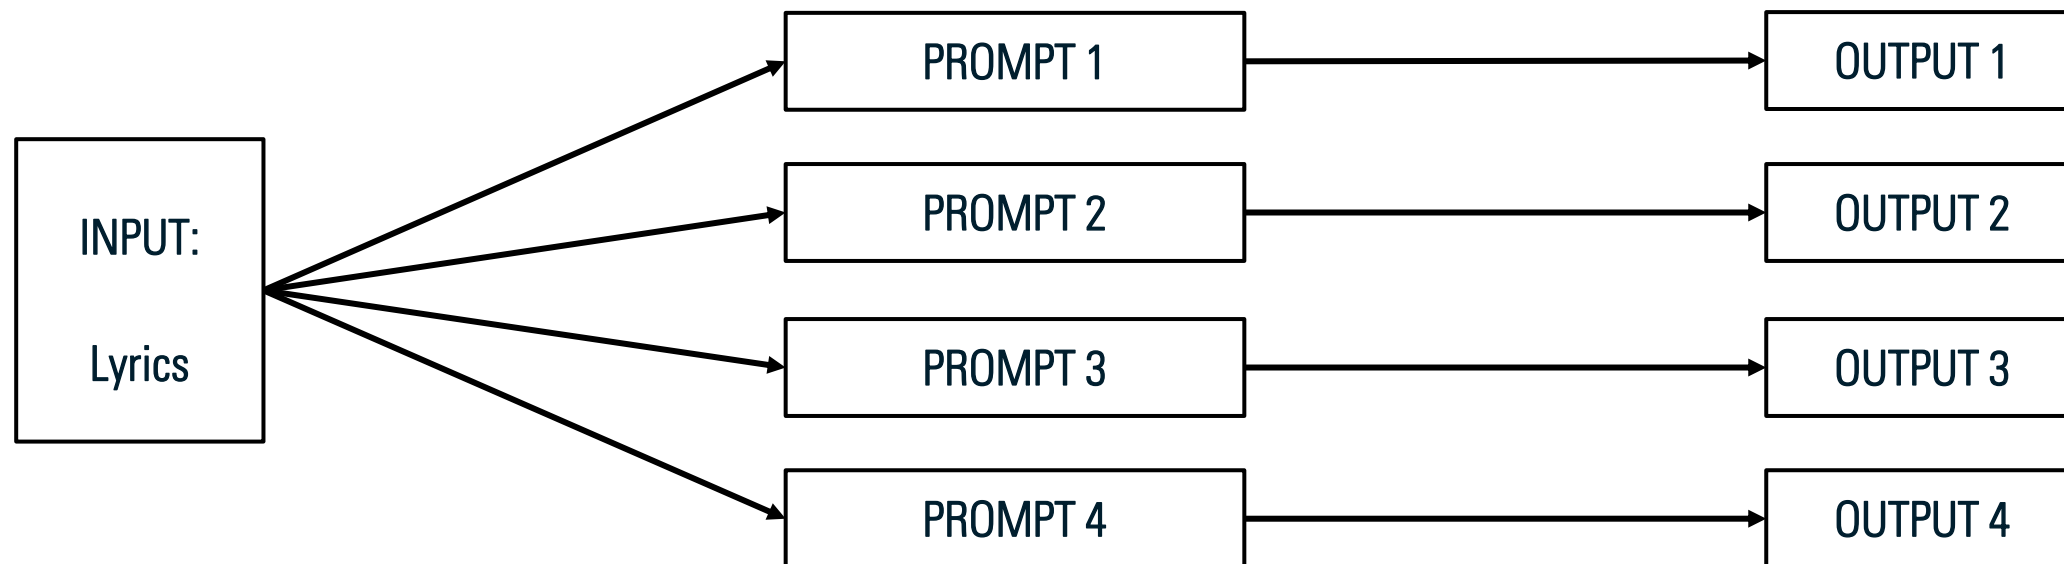 INPUT:
Lyrics
PROMPT 1
OUTPUT 1
PROMPT 2
OUTPUT 2
PROMPT 3
OUTPUT 3
PROMPT 4
OUTPUT 4